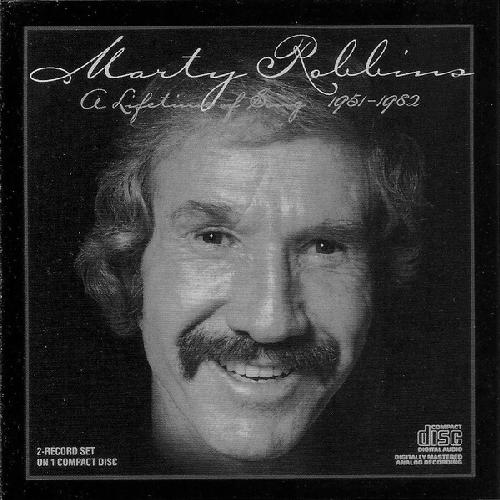 Marty Robbins
A Lifetime of Song 1951-1982
2-RECORD SET
ON 1 COMPACT DISC
COMPACT
disc
DIGITAL AUDIO
DIGITALLY MASTERED
ANALOG RECORDING